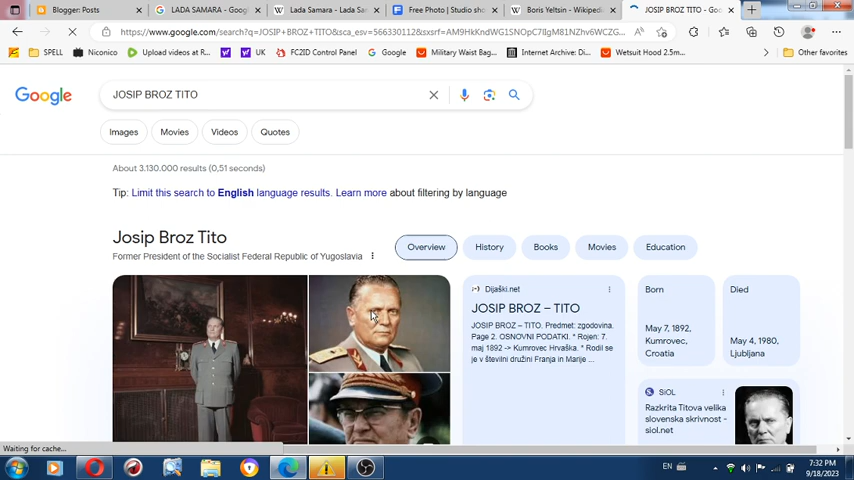 Blogger: Posts
LADA SAMARA - Googl
Lada Samara - Lada Sa
Free Photo | Studio sho
Boris Yeltsin - Wikiped
JOSIP BROZ TITO - Goo
https://www.google.com/search?q=JOSIP+BROZ+TITO&sca_esv=566330112&sxsrf=
SPELL
Niconico
Upload videos at R...
UK
FC2ID Control Panel
Google
Military Waist Bag...
Internet Archive: Di...
Wetsuit Hood 2.5m...
Other favorites
Google
JOSIP BROZ TITO
Images
Movies
Videos
Quotes
About 3.130.000 results (0,51 seconds)
Tip: Limit this search to English language results. Learn more about filtering by language
Josip Broz Tito
Former President of the Socialist Federal Republic of Yugoslavia
Overview
History
Books
Movies
Education
Dijaški.net
JOSIP BROZ – TITO
JOSIP BROZ – TITO. Predmet: zgodovina.
Page 2. OSNOVNI PODATKI. * Rojen: 7.
maj 1892 -> Kumrovec Hrvaška. * Rodil se
je v številni družini Franja in Marije ...
Born
May 7, 1892,
Kumrovec,
Croatia
Died
May 4, 1980,
Ljubljana
SiOL
Razkrita Titova velika
slovenska skrivnost -
siol.net
Waiting for cache...
EN
7:32 PM
9/18/2023